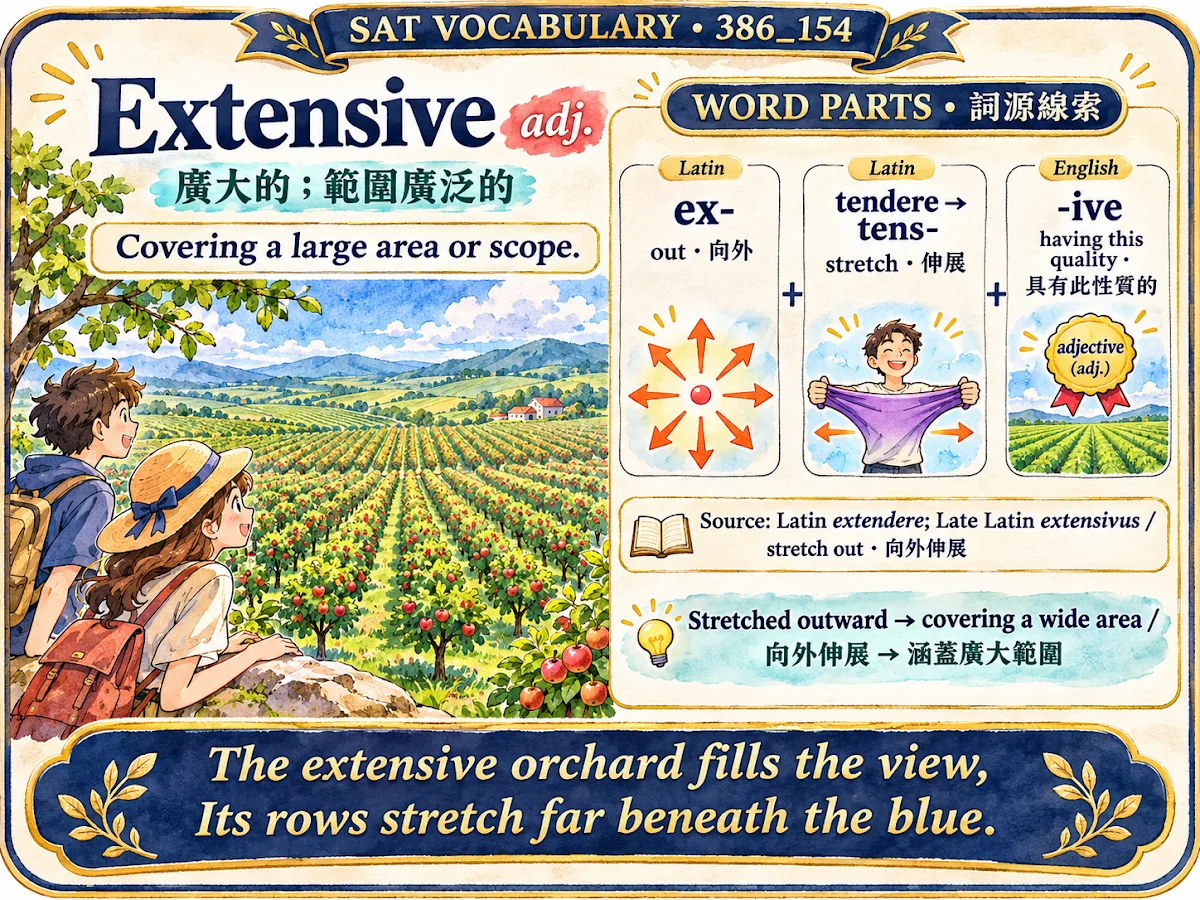 SAT VOCABULARY • 386_154
Extensive adj.
廣大的；範圍廣泛的
Covering a large area or scope.
WORD PARTS • 詞源線索
Latin
ex-
out · 向外
+
Latin
tendere →
tens-
stretch · 伸展
+
English
-ive
having this
quality ·
具有此性質的
adjective
(adj.)
Source: Latin extendere; Late Latin extensivus /
stretch out · 向外伸展
Stretched outward → covering a wide area /
向外伸展 → 涵蓋廣大範圍
The extensive orchard fills the view,
Its rows stretch far beneath the blue.